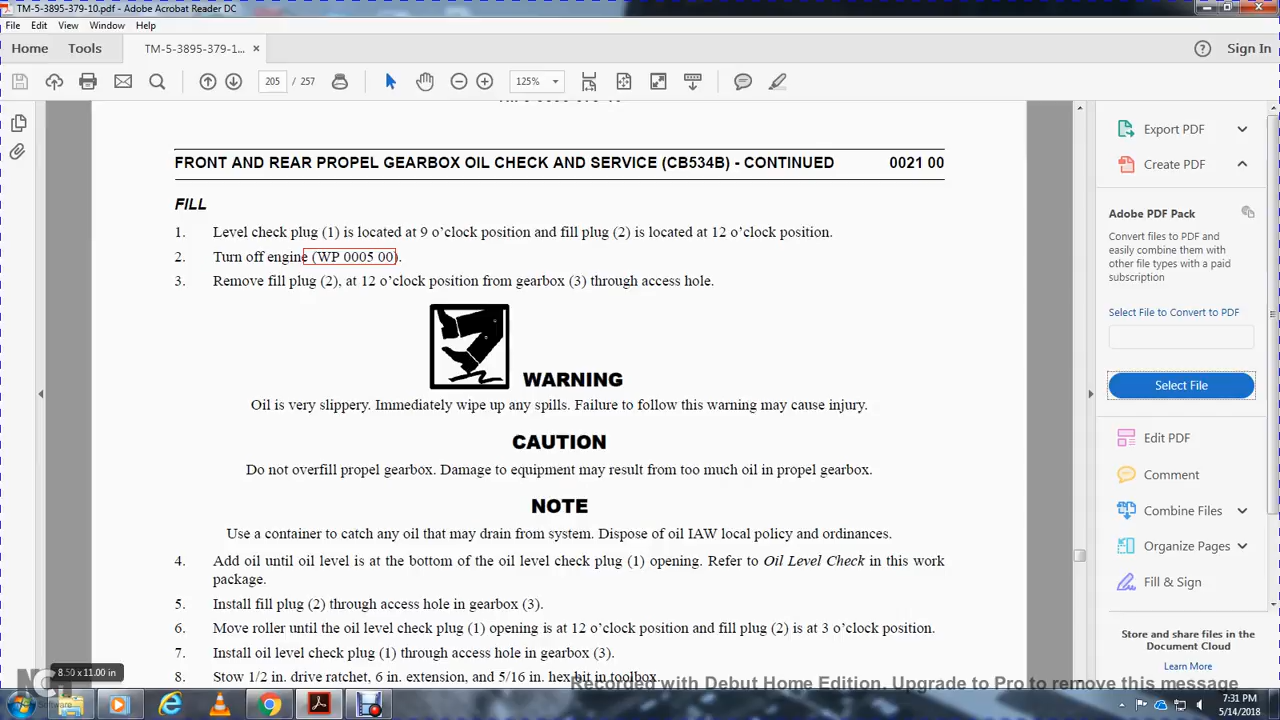 TM-5-3895-379-10.pdf - Adobe Acrobat Reader DC
File Edit View Window Help
Home Tools TM-5-3895-379-1... × Sign In
205 / 257 125%
FRONT AND REAR PROPEL GEARBOX OIL CHECK AND SERVICE (CB534B) - CONTINUED 0021 00
FILL
1. Level check plug (1) is located at 9 o’clock position and fill plug (2) is located at 12 o’clock position.
2. Turn off engine (WP 0005 00).
3. Remove fill plug (2), at 12 o’clock position from gearbox (3) through access hole.
WARNING
Oil is very slippery. Immediately wipe up any spills. Failure to follow this warning may cause injury.
CAUTION
Do not overfill propel gearbox. Damage to equipment may result from too much oil in propel gearbox.
NOTE
Use a container to catch any oil that may drain from system. Dispose of oil IAW local policy and ordinances.
4. Add oil until oil level is at the bottom of the oil level check plug (1) opening. Refer to Oil Level Check in this work
package.
5. Install fill plug (2) through access hole in gearbox (3).
6. Move roller until the oil level check plug (1) opening is at 12 o’clock position and fill plug (2) is at 3 o’clock position.
7. Install oil level check plug (1) through access hole in gearbox (3).
8. Stow 1/2 in. drive ratchet, 6 in. extension, and 5/16 in. hex bit in toolbox.
8.50 x 11.00 in
Export PDF
Create PDF
Adobe PDF Pack
Convert files to PDF and
easily combine them with
other file types with a paid
subscription
Select File to Convert to PDF
Select File
Edit PDF
Comment
Combine Files
Organize Pages
Fill & Sign
Store and share files in the
Document Cloud
Learn More
NCH Software
Recorded with Debut Home Edition. Upgrade to Pro to remove this message
7:31 PM
5/14/2018